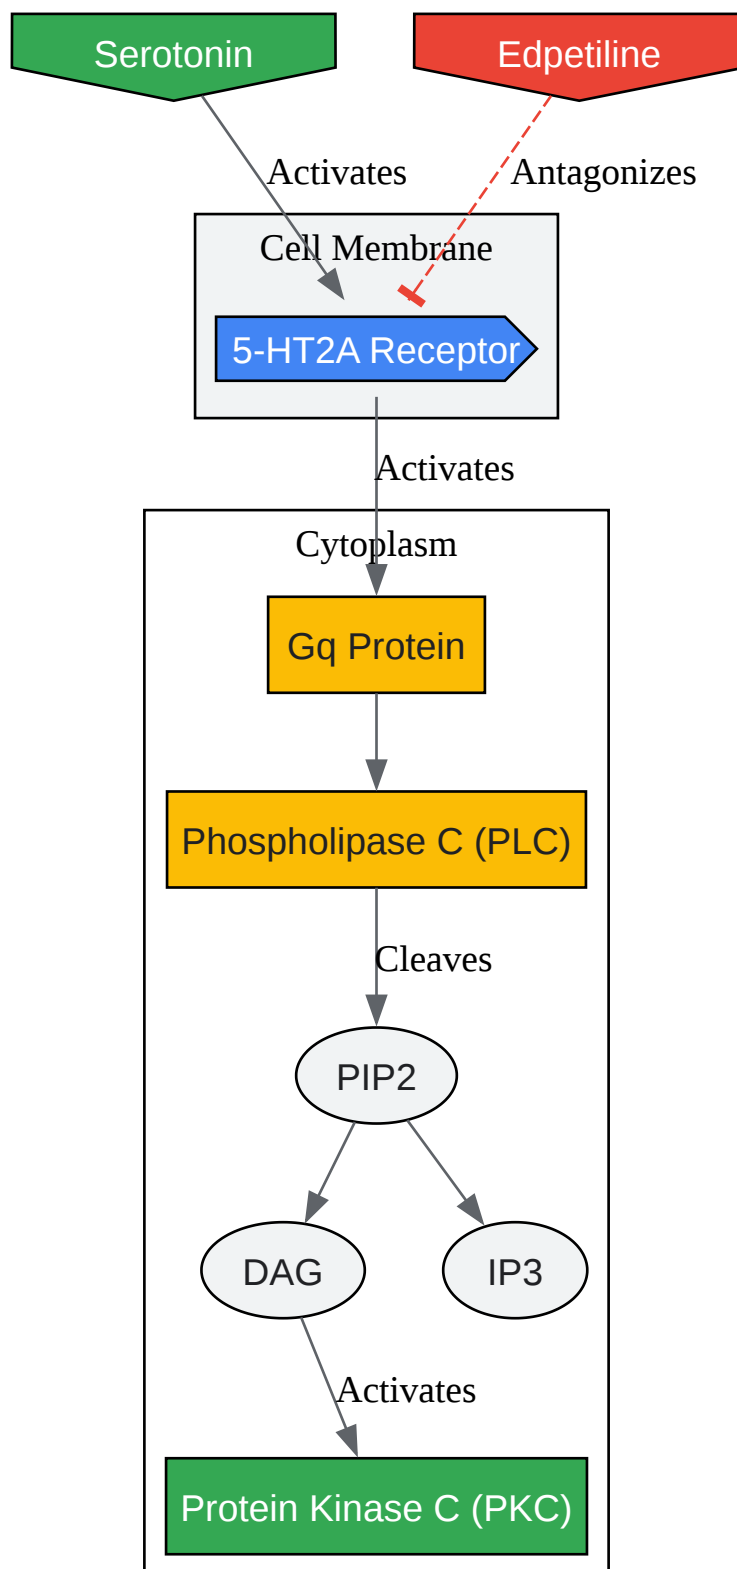 Serotonin
Edpetiline
Activates
Antagonizes
Cell Membrane
5-HT2A Receptor
Activates
Cytoplasm
Gq Protein
Phospholipase C (PLC)
Cleaves
PIP2
DAG
IP3
Activates
Protein Kinase C (PKC)